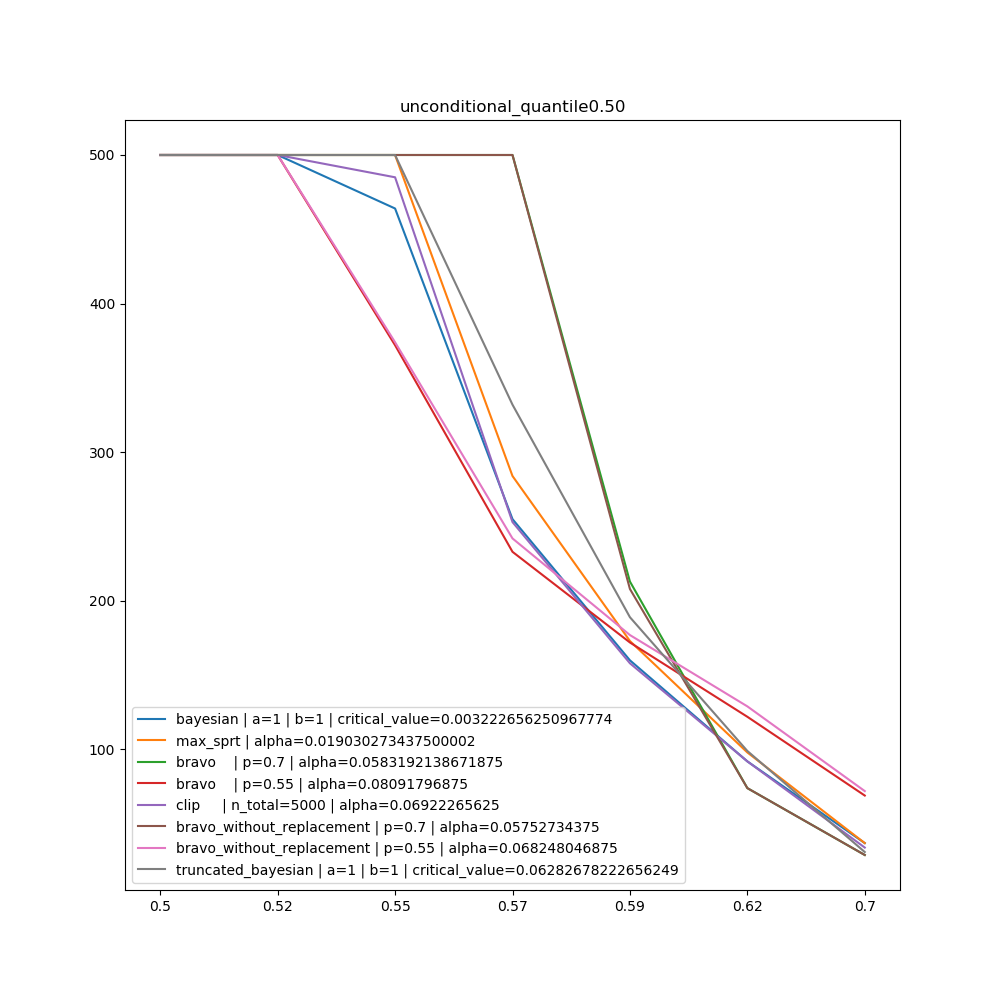 unconditional_quantile0.50
500
400
300
200
100
bayesian | a=1 | b=1 | critical_value=0.003222656250967774
max_sprt | alpha=0.019030273437500002
bravo | p=0.7 | alpha=0.0583192138671875
bravo | p=0.55 | alpha=0.08091796875
clip | n_total=5000 | alpha=0.06922265625
bravo_without_replacement | p=0.7 | alpha=0.05752734375
bravo_without_replacement | p=0.55 | alpha=0.068248046875
truncated_bayesian | a=1 | b=1 | critical_value=0.06282678222656249
0.5 0.52 0.55 0.57 0.59 0.62 0.7